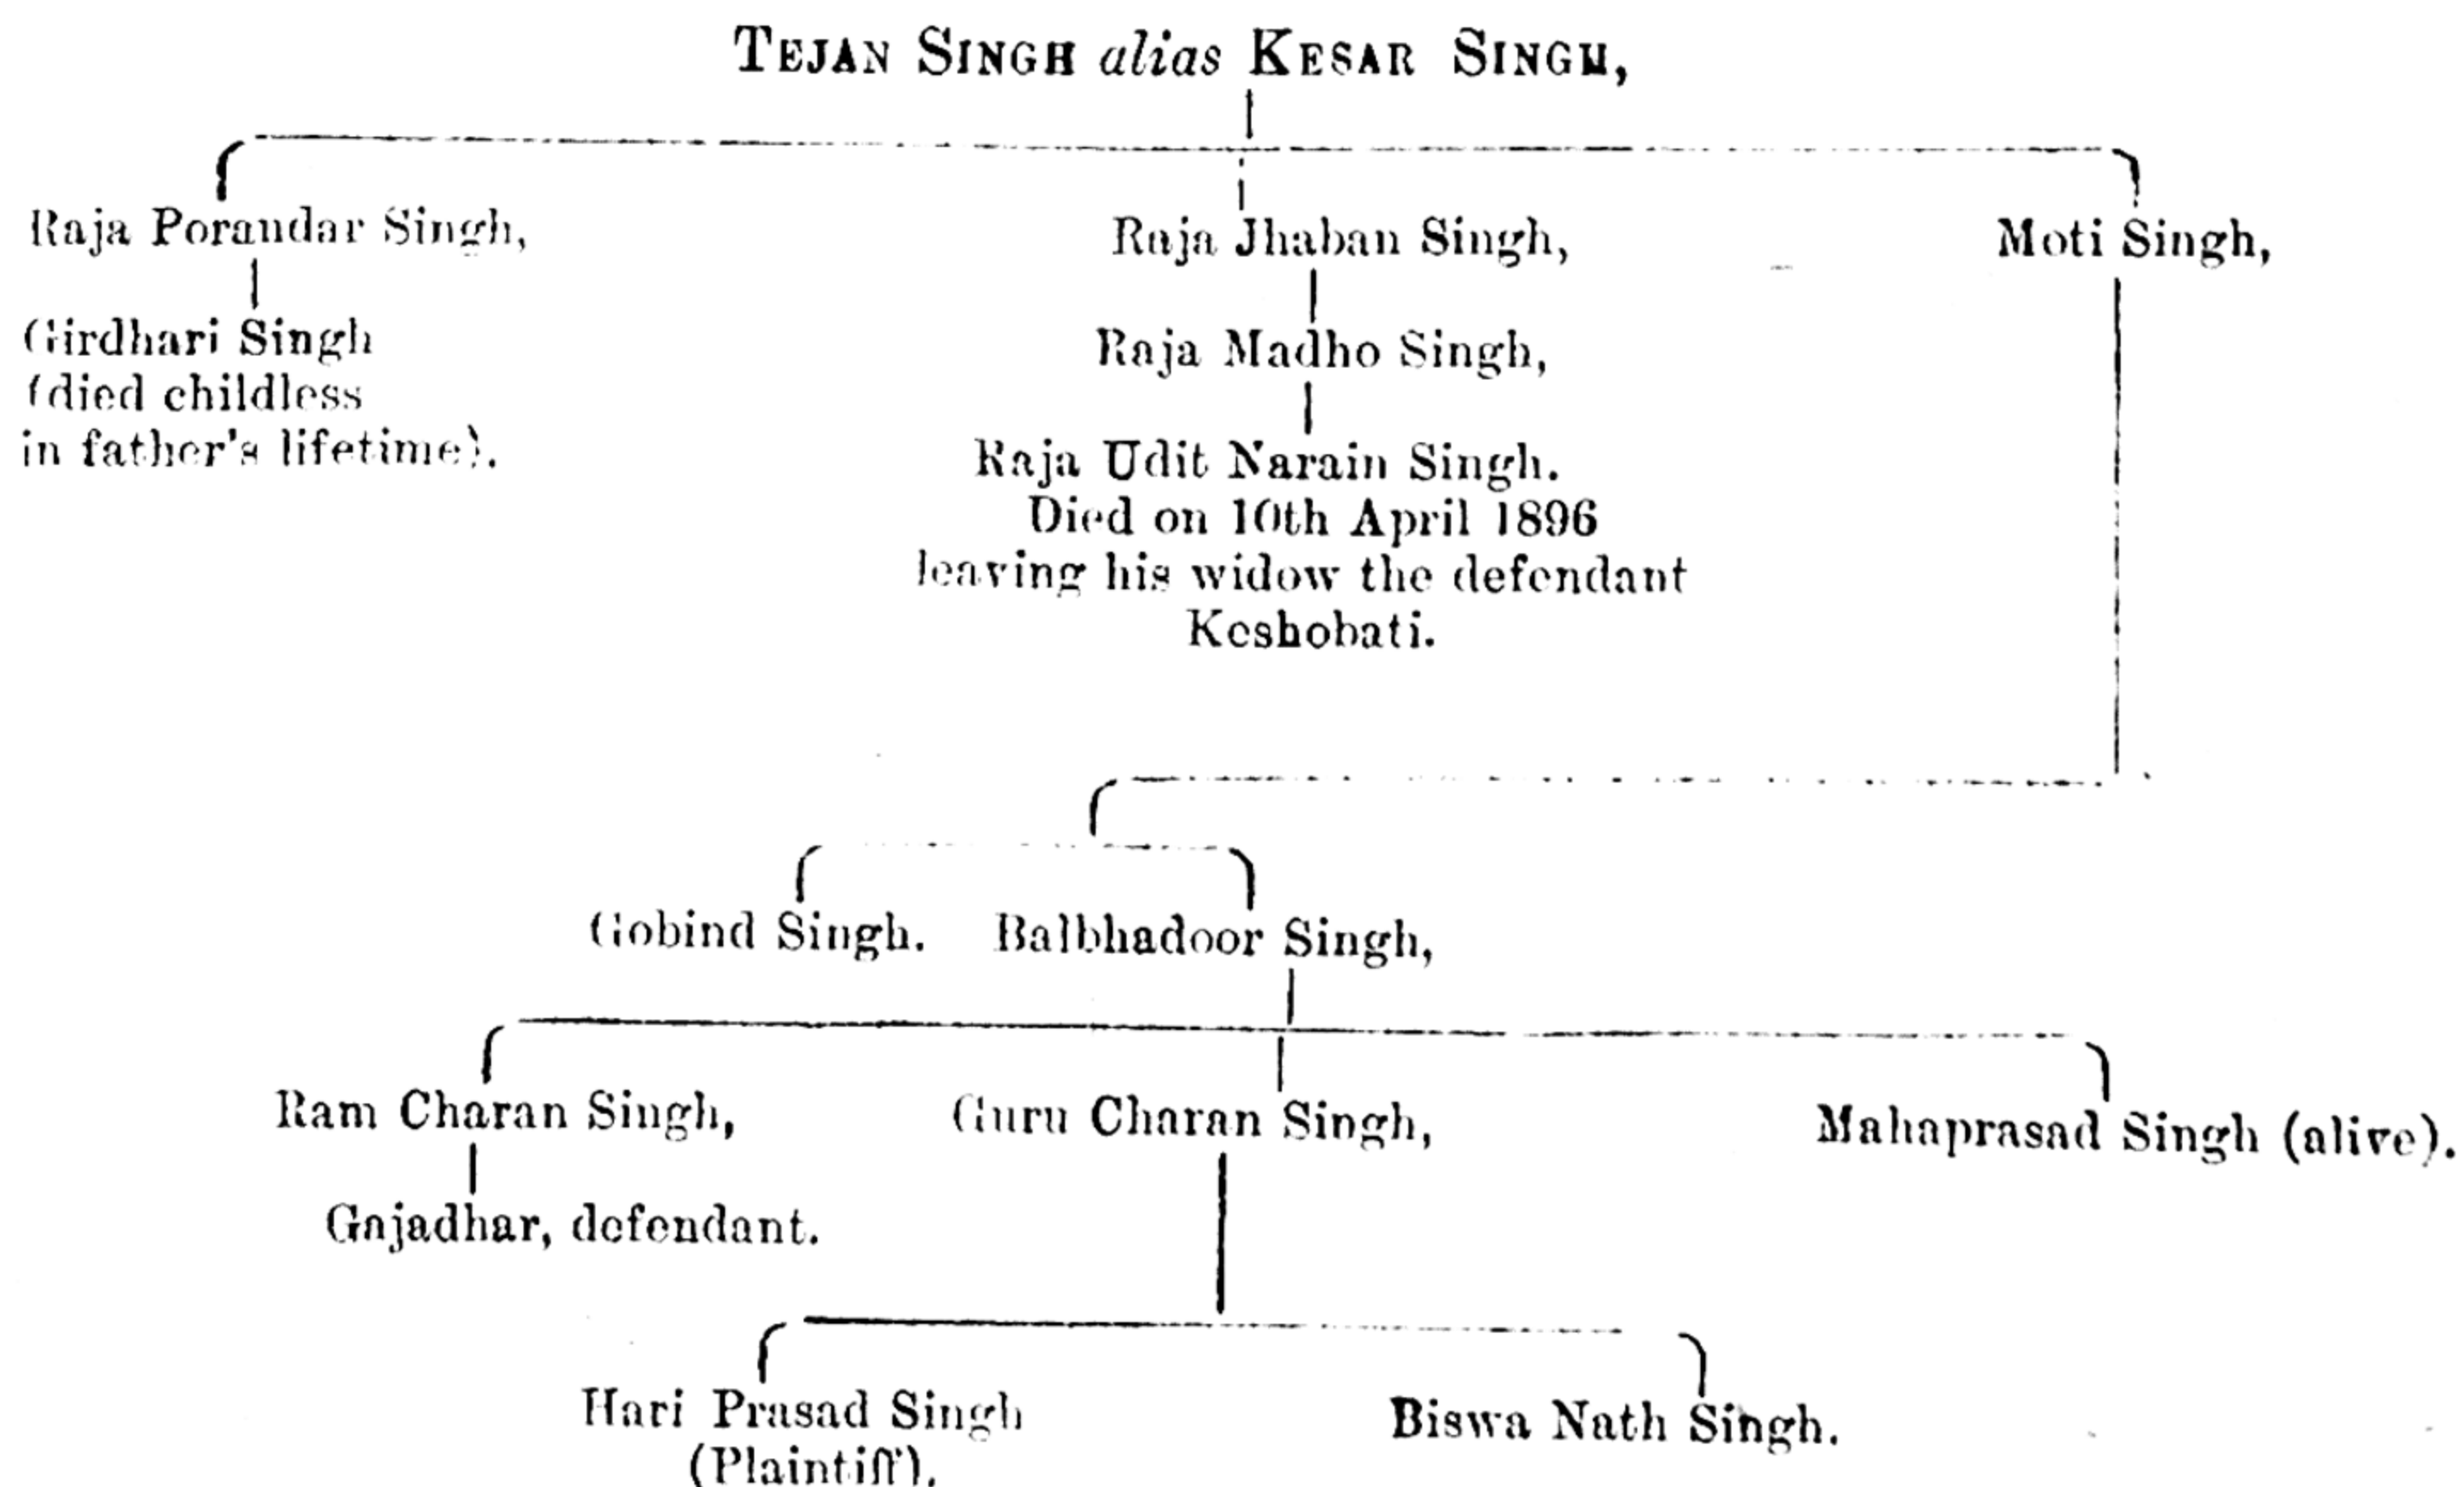 TEJAN SINGH alias KESAR SINGH,
Raja Porandar Singh,
Raja Jhaban Singh,
Moti Singh,
Girdhari Singh
(died childless
in father's lifetime).
Raja Madho Singh,
Raja Udit Narain Singh.
Died on 10th April 1896
leaving his widow the defendant
Keshobati.
Gobind Singh.
Balbhadoor Singh,
Ram Charan Singh,
Guru Charan Singh,
Mahaprasad Singh (alive).
Gajadhar, defendant.
Hari Prasad Singh
(Plaintiff).
Biswa Nath Singh.